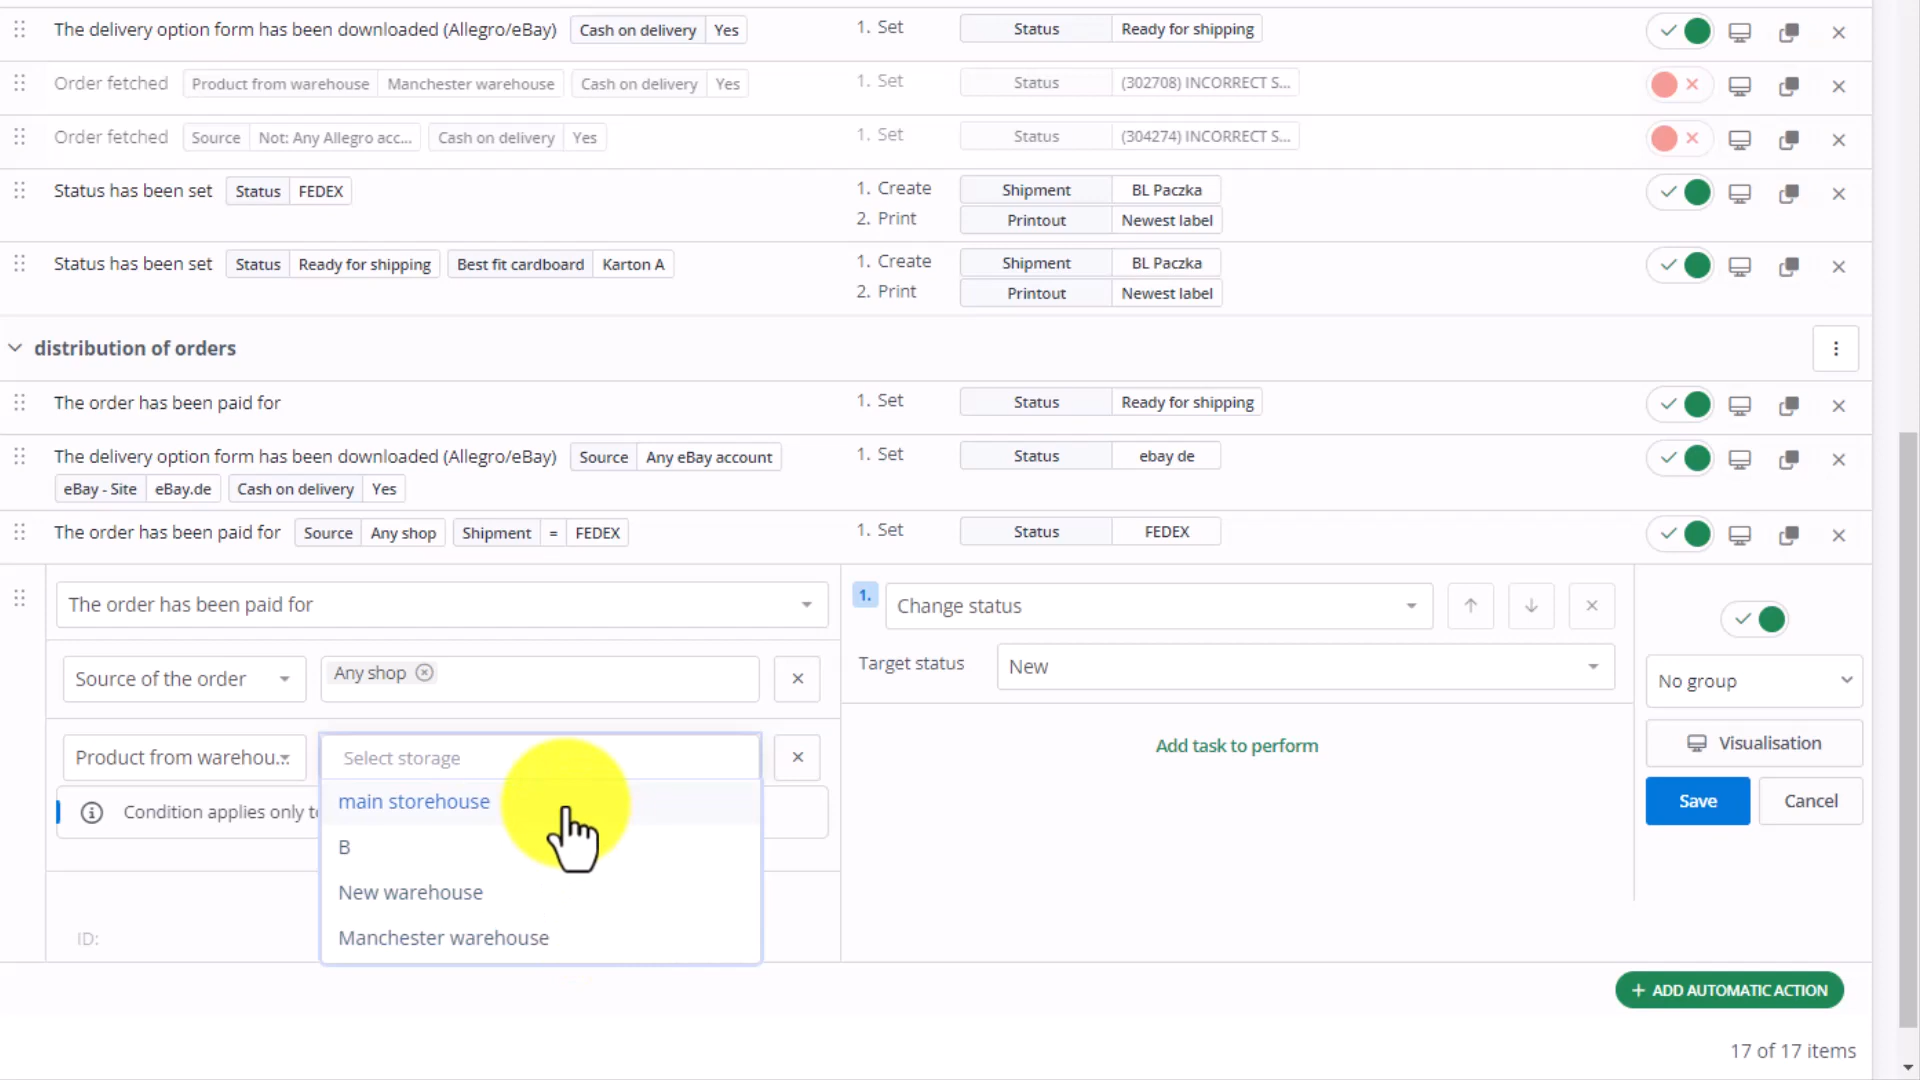 The delivery option form has been downloaded (Allegro/eBay) Cash on delivery Yes 1. Set Status Ready for shipping
Order fetched Product from warehouse Manchester warehouse Cash on delivery Yes 1. Set Status (302708) INCORRECT S...
Order fetched Source Not: Any Allegro acc... Cash on delivery Yes 1. Set Status (304274) INCORRECT S...
Status has been set Status FEDEX 1. Create Shipment BL Paczka
2. Print Printout Newest label
Status has been set Status Ready for shipping Best fit cardboard Karton A 1. Create Shipment BL Paczka
2. Print Printout Newest label
distribution of orders
The order has been paid for 1. Set Status Ready for shipping
The delivery option form has been downloaded (Allegro/eBay) Source Any eBay account 1. Set Status ebay de
eBay - Site eBay.de Cash on delivery Yes
The order has been paid for Source Any shop Shipment = FEDEX 1. Set Status FEDEX
The order has been paid for 1. Change status
Source of the order Any shop Target status New No group
Product from warehou... Select storage Add task to perform Visualisation
Condition applies only t main storehouse Save Cancel
B
New warehouse
ID: Manchester warehouse
+ ADD AUTOMATIC ACTION
17 of 17 items